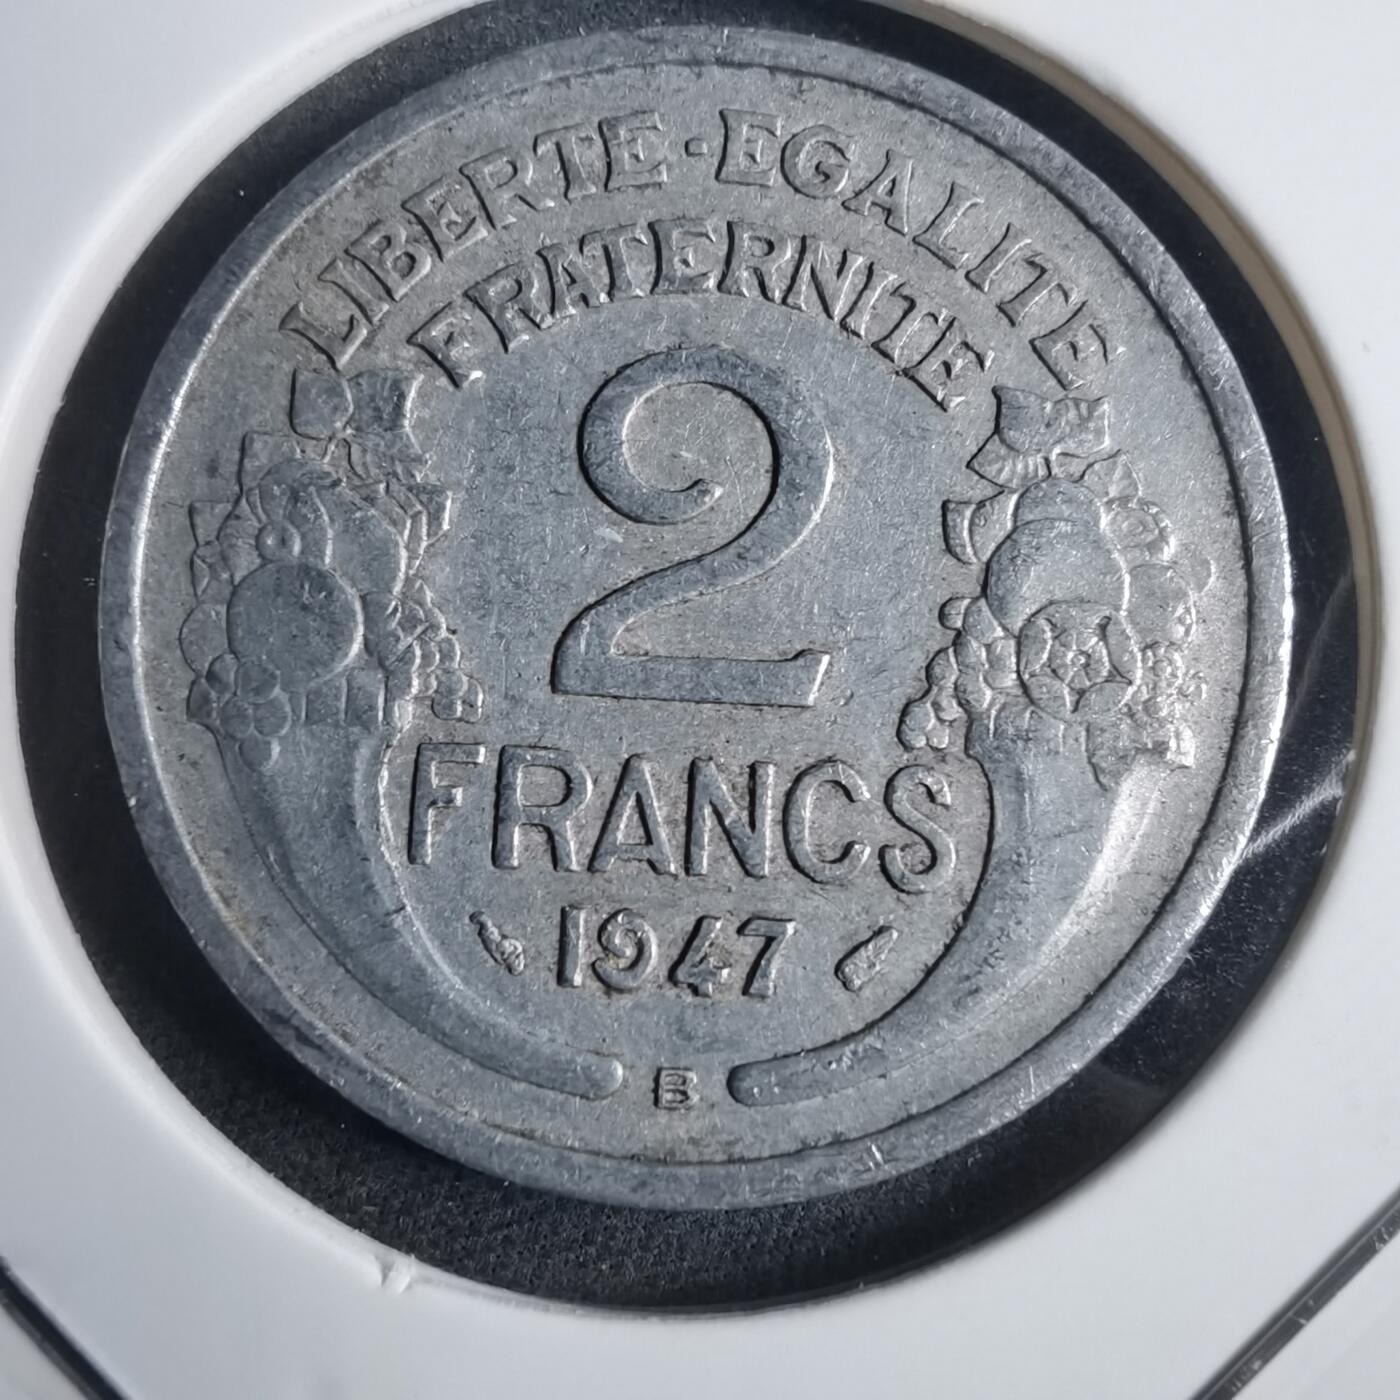 LIBERTE·EGALITE
FRATERNITE
2
FRANCS
1947
B